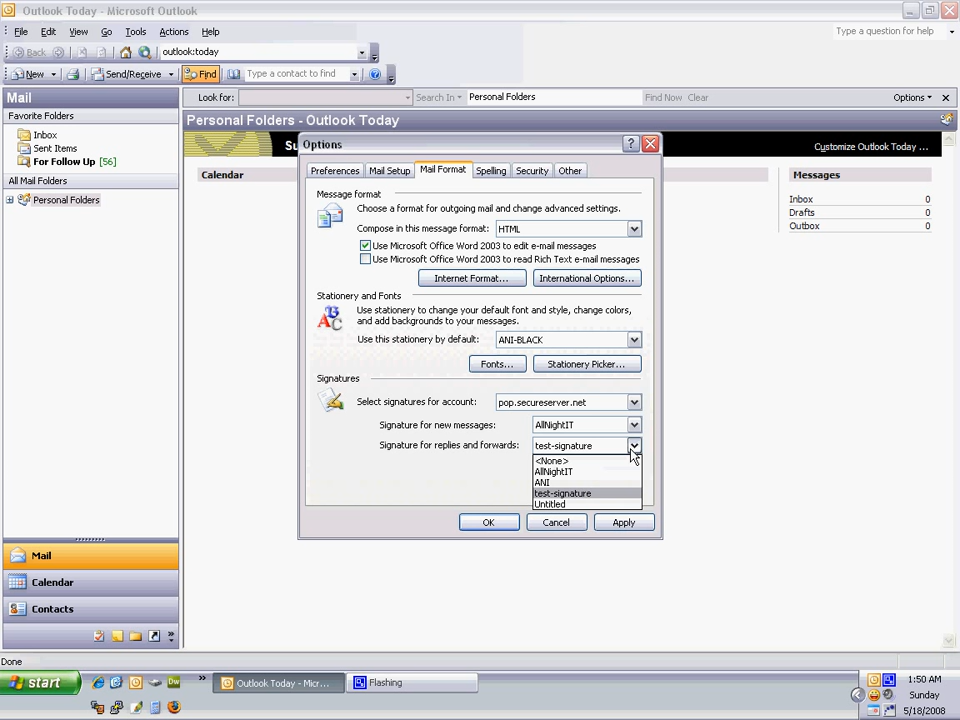 Outlook Today - Microsoft Outlook
File Edit View Go Tools Actions Help
Type a question for help
Back outlook:today
New Send/Receive Find Type a contact to find
Mail
Look for: Search In Personal Folders Find Now Clear Options
Favorite Folders
Inbox
Sent Items
For Follow Up [56]
All Mail Folders
Personal Folders
Personal Folders - Outlook Today
Su
Customize Outlook Today ...
Calendar
Messages
Inbox 0
Drafts 0
Outbox 0
Options
Preferences Mail Setup Mail Format Spelling Security Other
Message format
Choose a format for outgoing mail and change advanced settings.
Compose in this message format: HTML
Use Microsoft Office Word 2003 to edit e-mail messages
Use Microsoft Office Word 2003 to read Rich Text e-mail messages
Internet Format... International Options...
Stationery and Fonts
Use stationery to change your default font and style, change colors,
and add backgrounds to your messages.
Use this stationery by default: ANI-BLACK
Fonts... Stationery Picker...
Signatures
Select signatures for account: pop.secureserver.net
Signature for new messages: AllNightIT
Signature for replies and forwards: test-signature
<None>
AllNightIT
ANI
test-signature
Untitled
OK Cancel Apply
Mail
Calendar
Contacts
Done
start Outlook Today - Micr... Flashing
1:50 AM
Sunday
5/18/2008